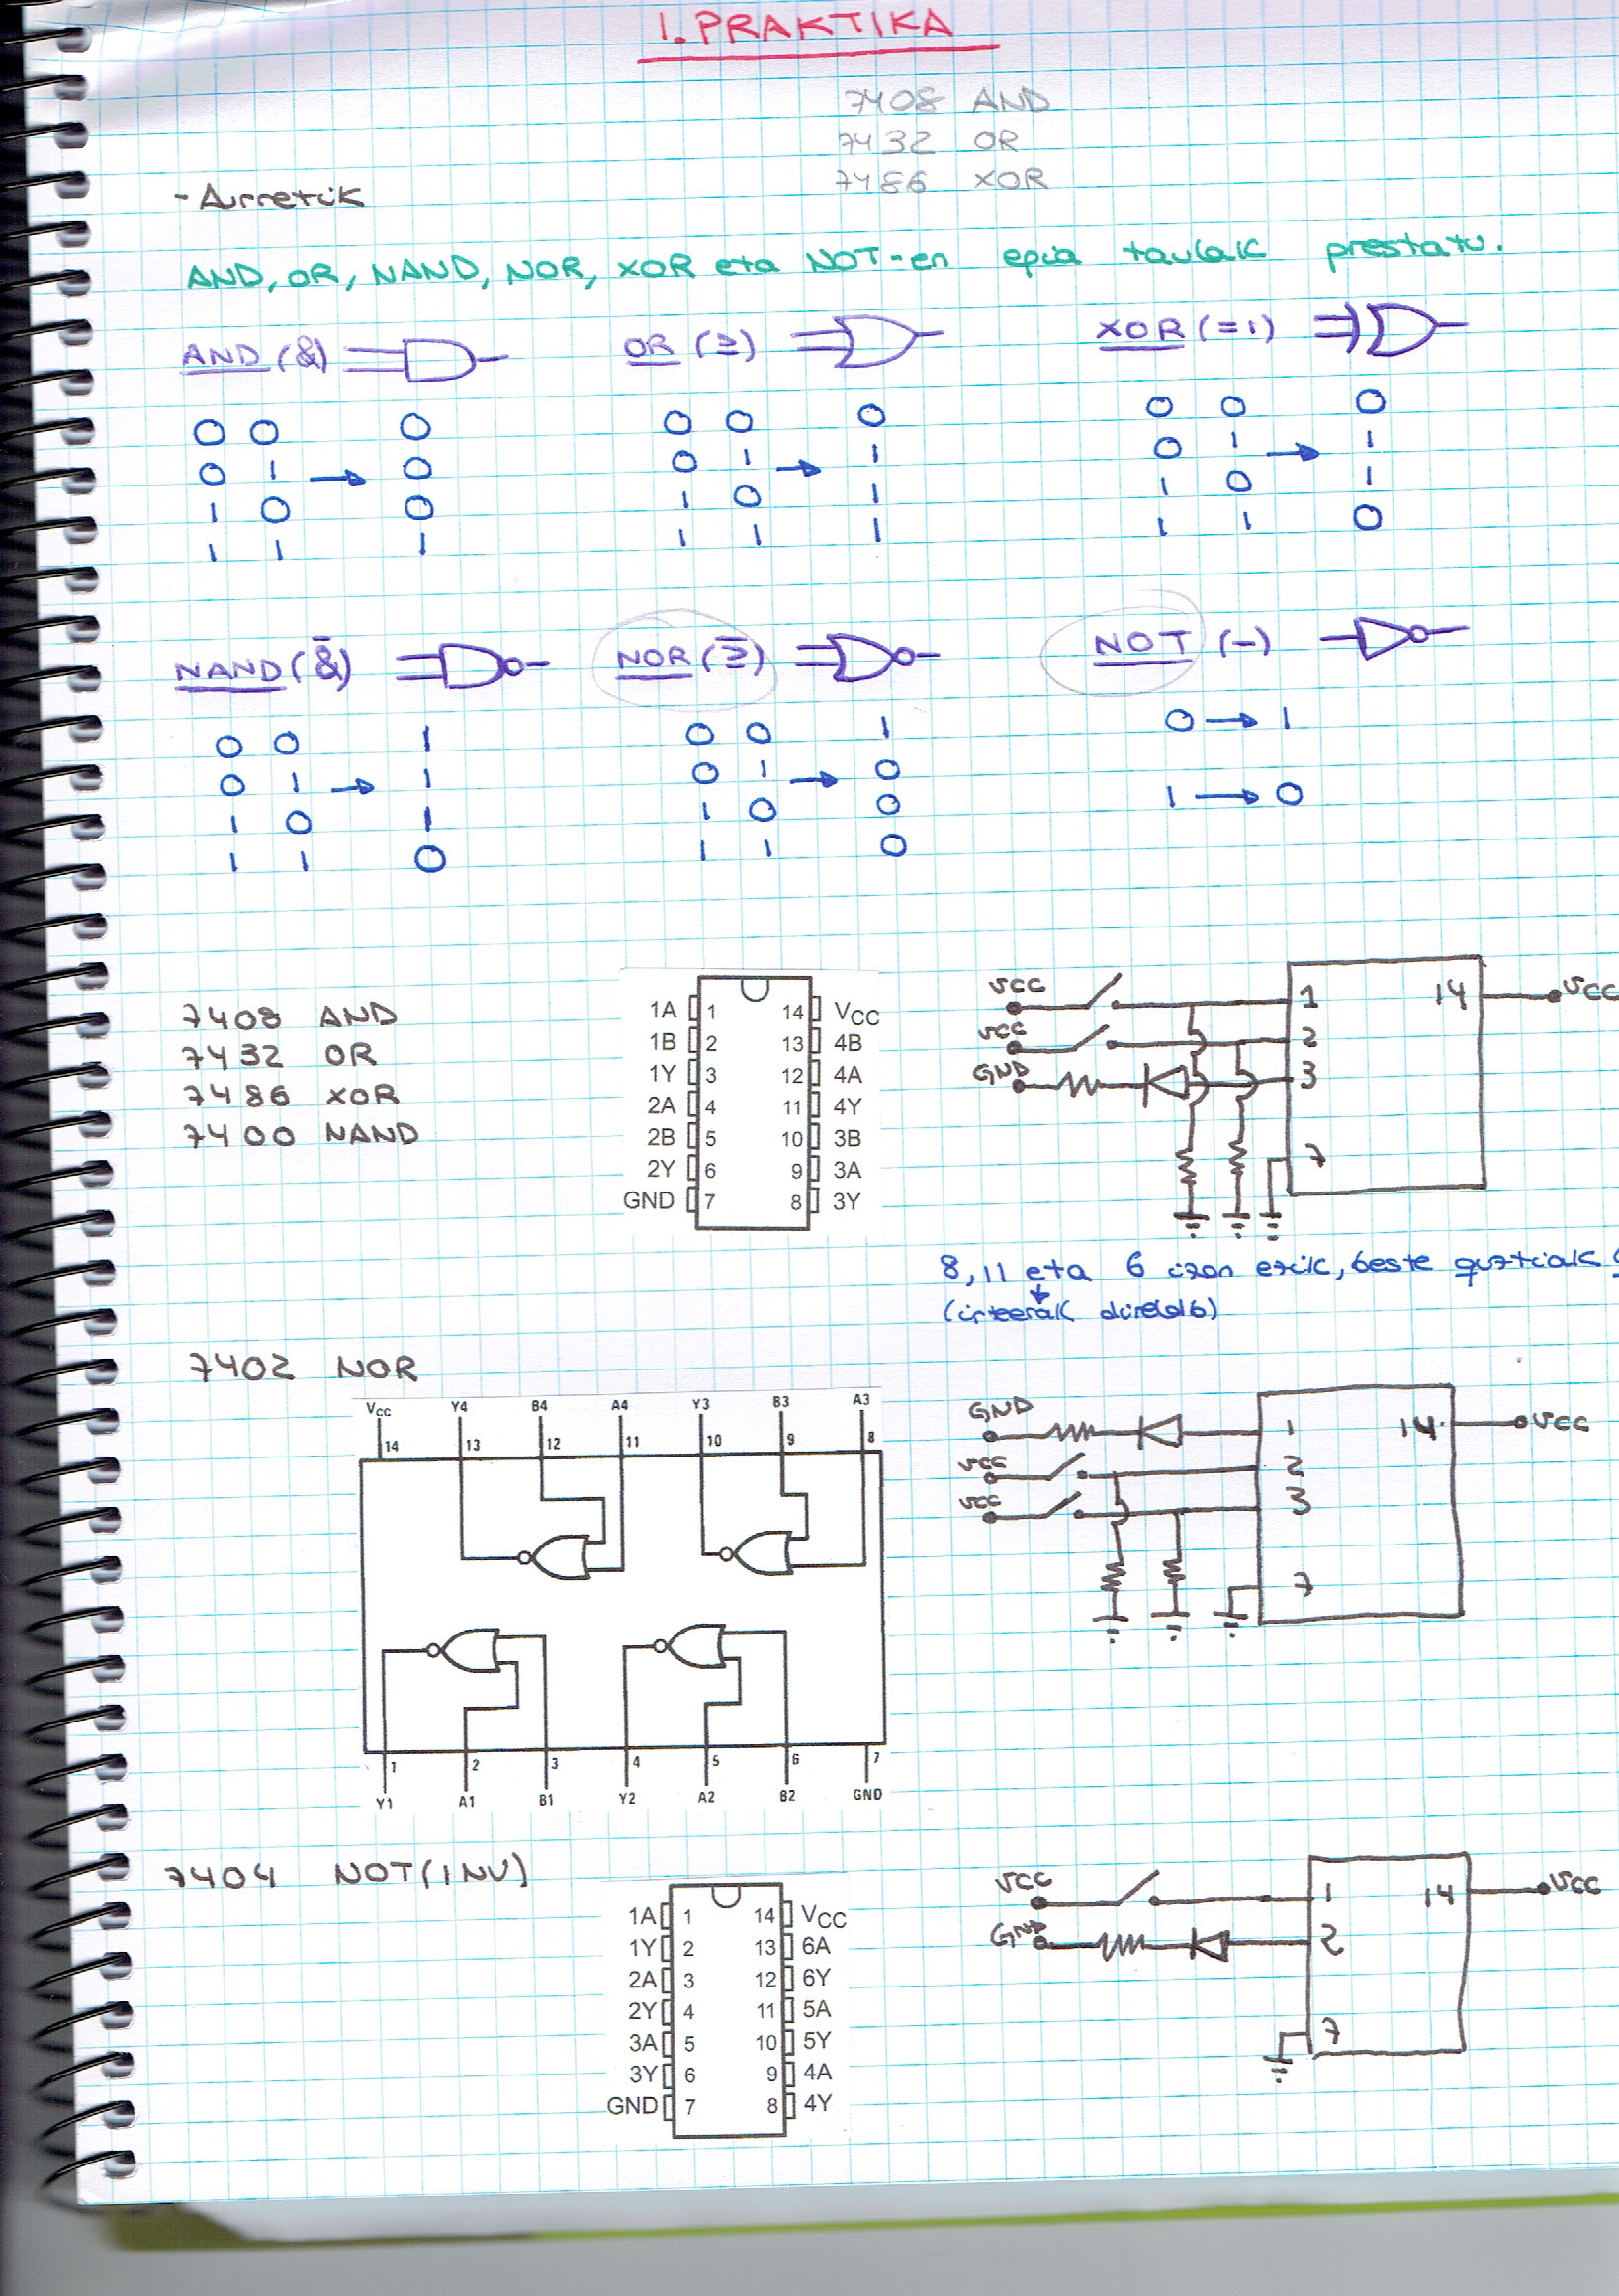 1. PRAKTIKA
7408 AND
7432 OR
7486 XOR
- Aurretik
AND, OR, NAND, NOR, XOR eta NOT-en egia taulak prestatu.
AND (&) OR (≥) XOR (=1)
0 0 0 0 0 0 0 0 0
0 1 → 0 0 1 → 1 0 1 → 1
1 0 0 1 0 1 1 0 1
1 1 1 1 1 1 1 1 0
NAND (&̄) NOR (≥̄) NOT (-)
0 0 1 0 0 1 0 → 1
0 1 → 1 0 1 → 0
1 0 1 1 0 0 1 → 0
1 1 0 1 1 0
7408 AND
7432 OR
7486 XOR
7400 NAND
1A 1 14 VCC
1B 2 13 4B
1Y 3 12 4A
2A 4 11 4Y
2B 5 10 3B
2Y 6 9 3A
GND 7 8 3Y
VCC 1 14 VCC
VCC 2
GND 3
7
8, 11 eta 6 izan ezik, beste guztiak
(irteerak direlako)
7402 NOR
VCC Y4 B4 A4 Y3 B3 A3
14 13 12 11 10 9 8
1 2 3 4 5 6 7
Y1 A1 B1 Y2 A2 B2 GND
GND 1 14 VCC
VCC 2
VCC 3
7
7404 NOT (INV)
1A 1 14 VCC
1Y 2 13 6A
2A 3 12 6Y
2Y 4 11 5A
3A 5 10 5Y
3Y 6 9 4A
GND 7 8 4Y
VCC 1 14 VCC
GND 2
7